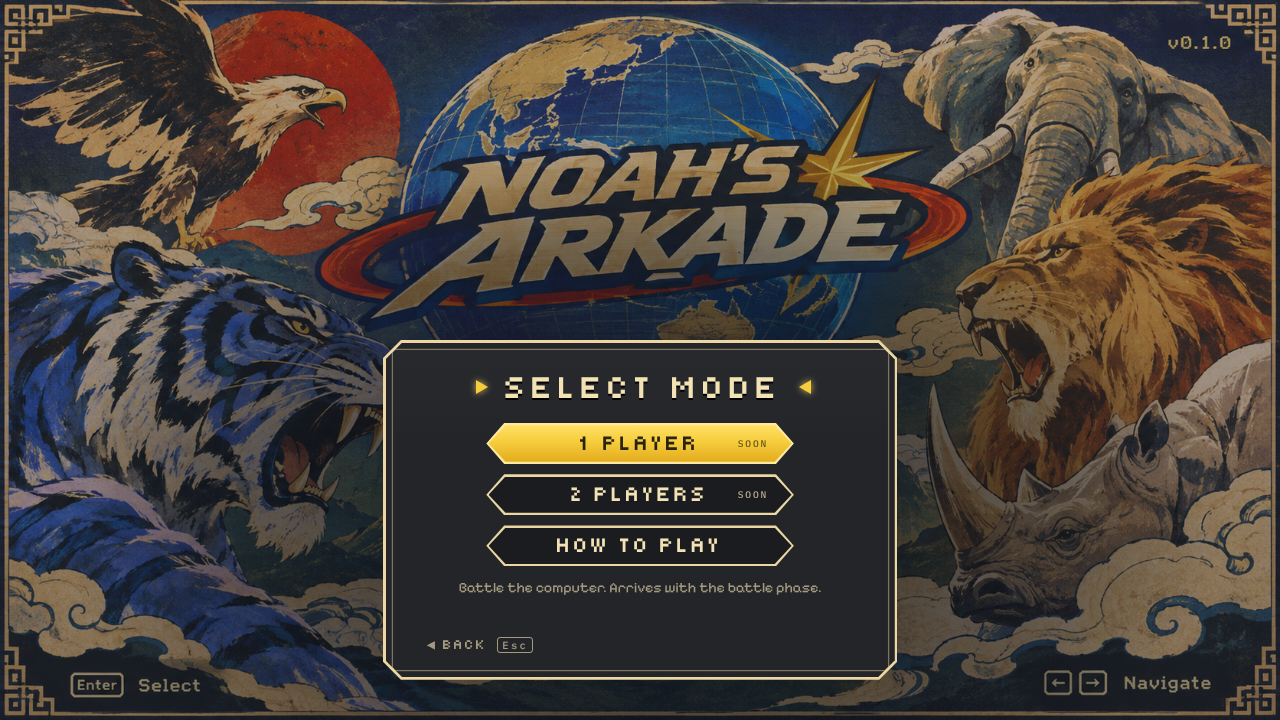 v0.1.0
NOAH'S
ARKADE
SELECT MODE
1 PLAYER SOON
2 PLAYERS SOON
HOW TO PLAY
Battle the computer. Arrives with the battle phase.
◀ BACK Esc
Enter Select
← → Navigate